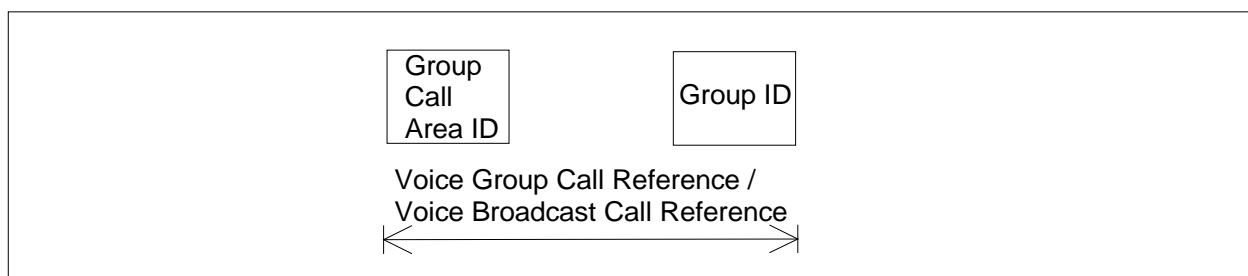 Group
Call
Area ID
Group ID
Voice Group Call Reference /
Voice Broadcast Call Reference